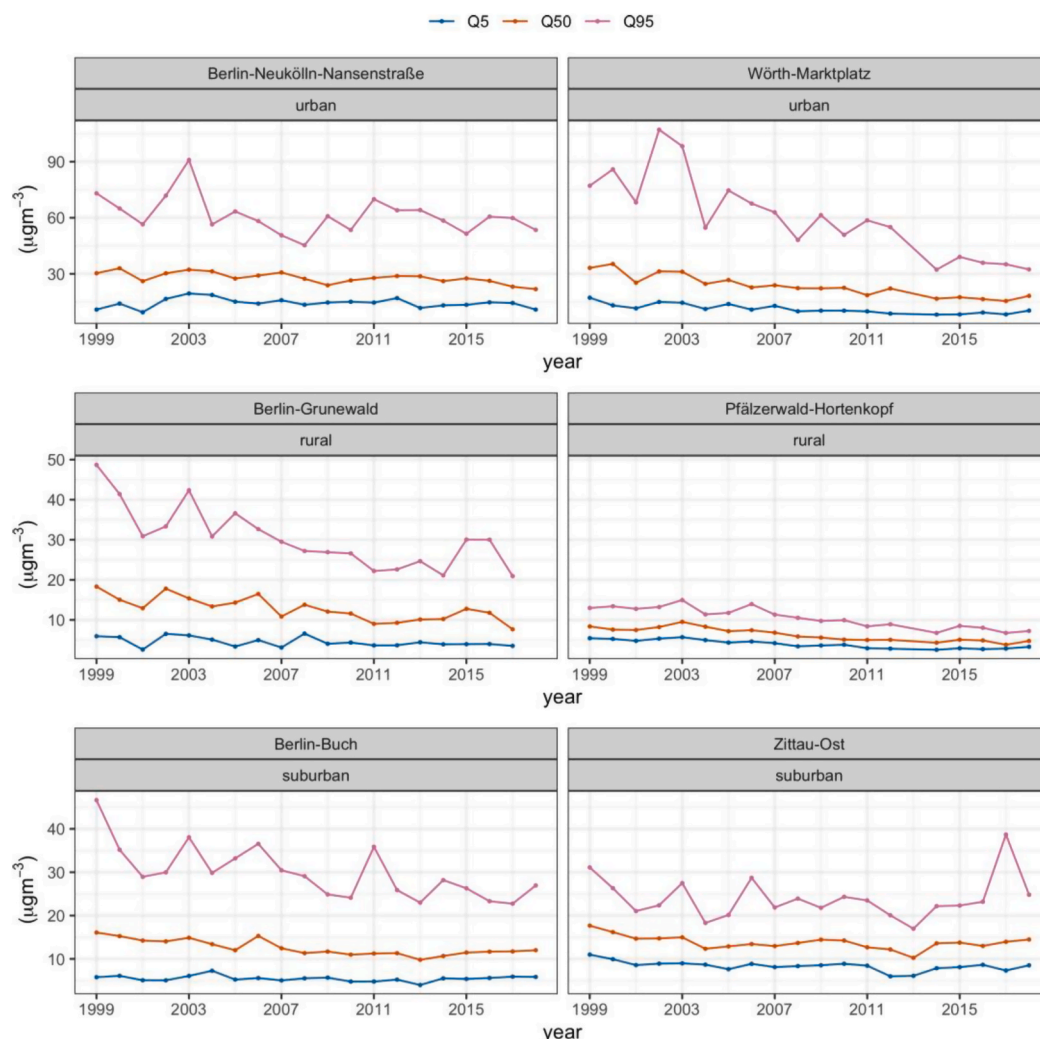 Q5 Q50 Q95
Berlin-Neukölln-Nansenstraße
urban
Wörth-Marktplatz
urban
(µgm⁻³)
90
60
30
1999 2003 2007 2011 2015
year
1999 2003 2007 2011 2015
year
Berlin-Grunewald
rural
Pfälzerwald-Hortenkopf
rural
(µgm⁻³)
50
40
30
20
10
1999 2003 2007 2011 2015
year
1999 2003 2007 2011 2015
year
Berlin-Buch
suburban
Zittau-Ost
suburban
(µgm⁻³)
40
30
20
10
1999 2003 2007 2011 2015
year
1999 2003 2007 2011 2015
year